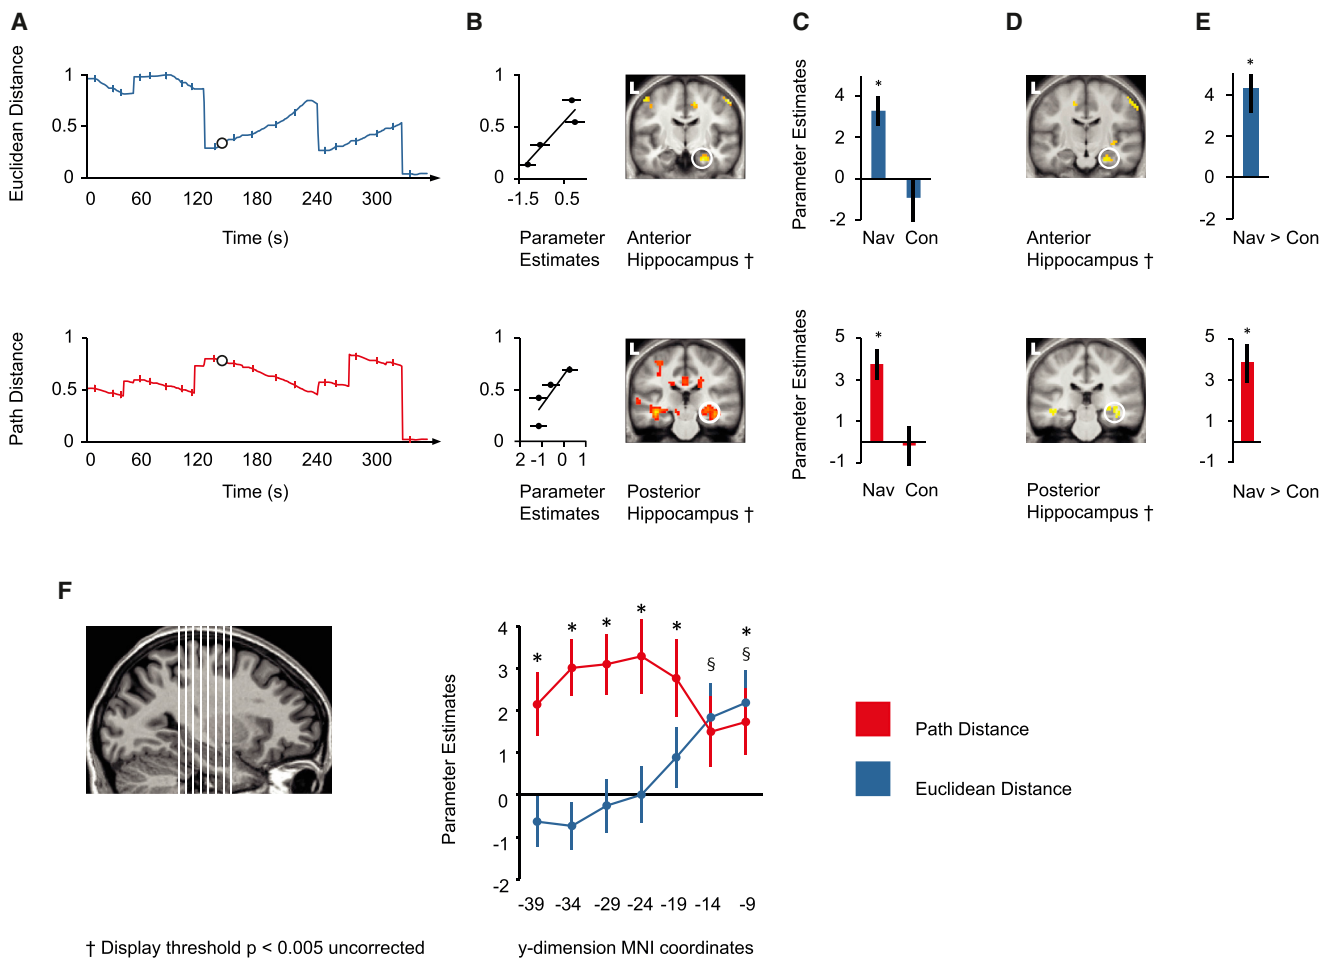 A
B
C
D
E
Euclidean Distance
1
0.5
0
0 60 120 180 240 300
Time (s)
1
0.5
0
-1.5 0.5
Parameter
Estimates
L
Anterior
Hippocampus †
Parameter Estimates
4
2
0
-2
*
Nav Con
L
Anterior
Hippocampus †
4
2
0
-2
*
Nav > Con
Path Distance
1
0.5
0
0 60 120 180 240 300
Time (s)
1
0.5
0
2 -1 0 1
Parameter
Estimates
L
Posterior
Hippocampus †
Parameter Estimates
5
3
1
-1
*
Nav Con
L
Posterior
Hippocampus †
5
3
1
-1
*
Nav > Con
F
Parameter Estimates
4
3
2
1
0
-1
-2
* * * * * § * §
-39 -34 -29 -24 -19 -14 -9
y-dimension MNI coordinates
Path Distance
Euclidean Distance
† Display threshold p < 0.005 uncorrected